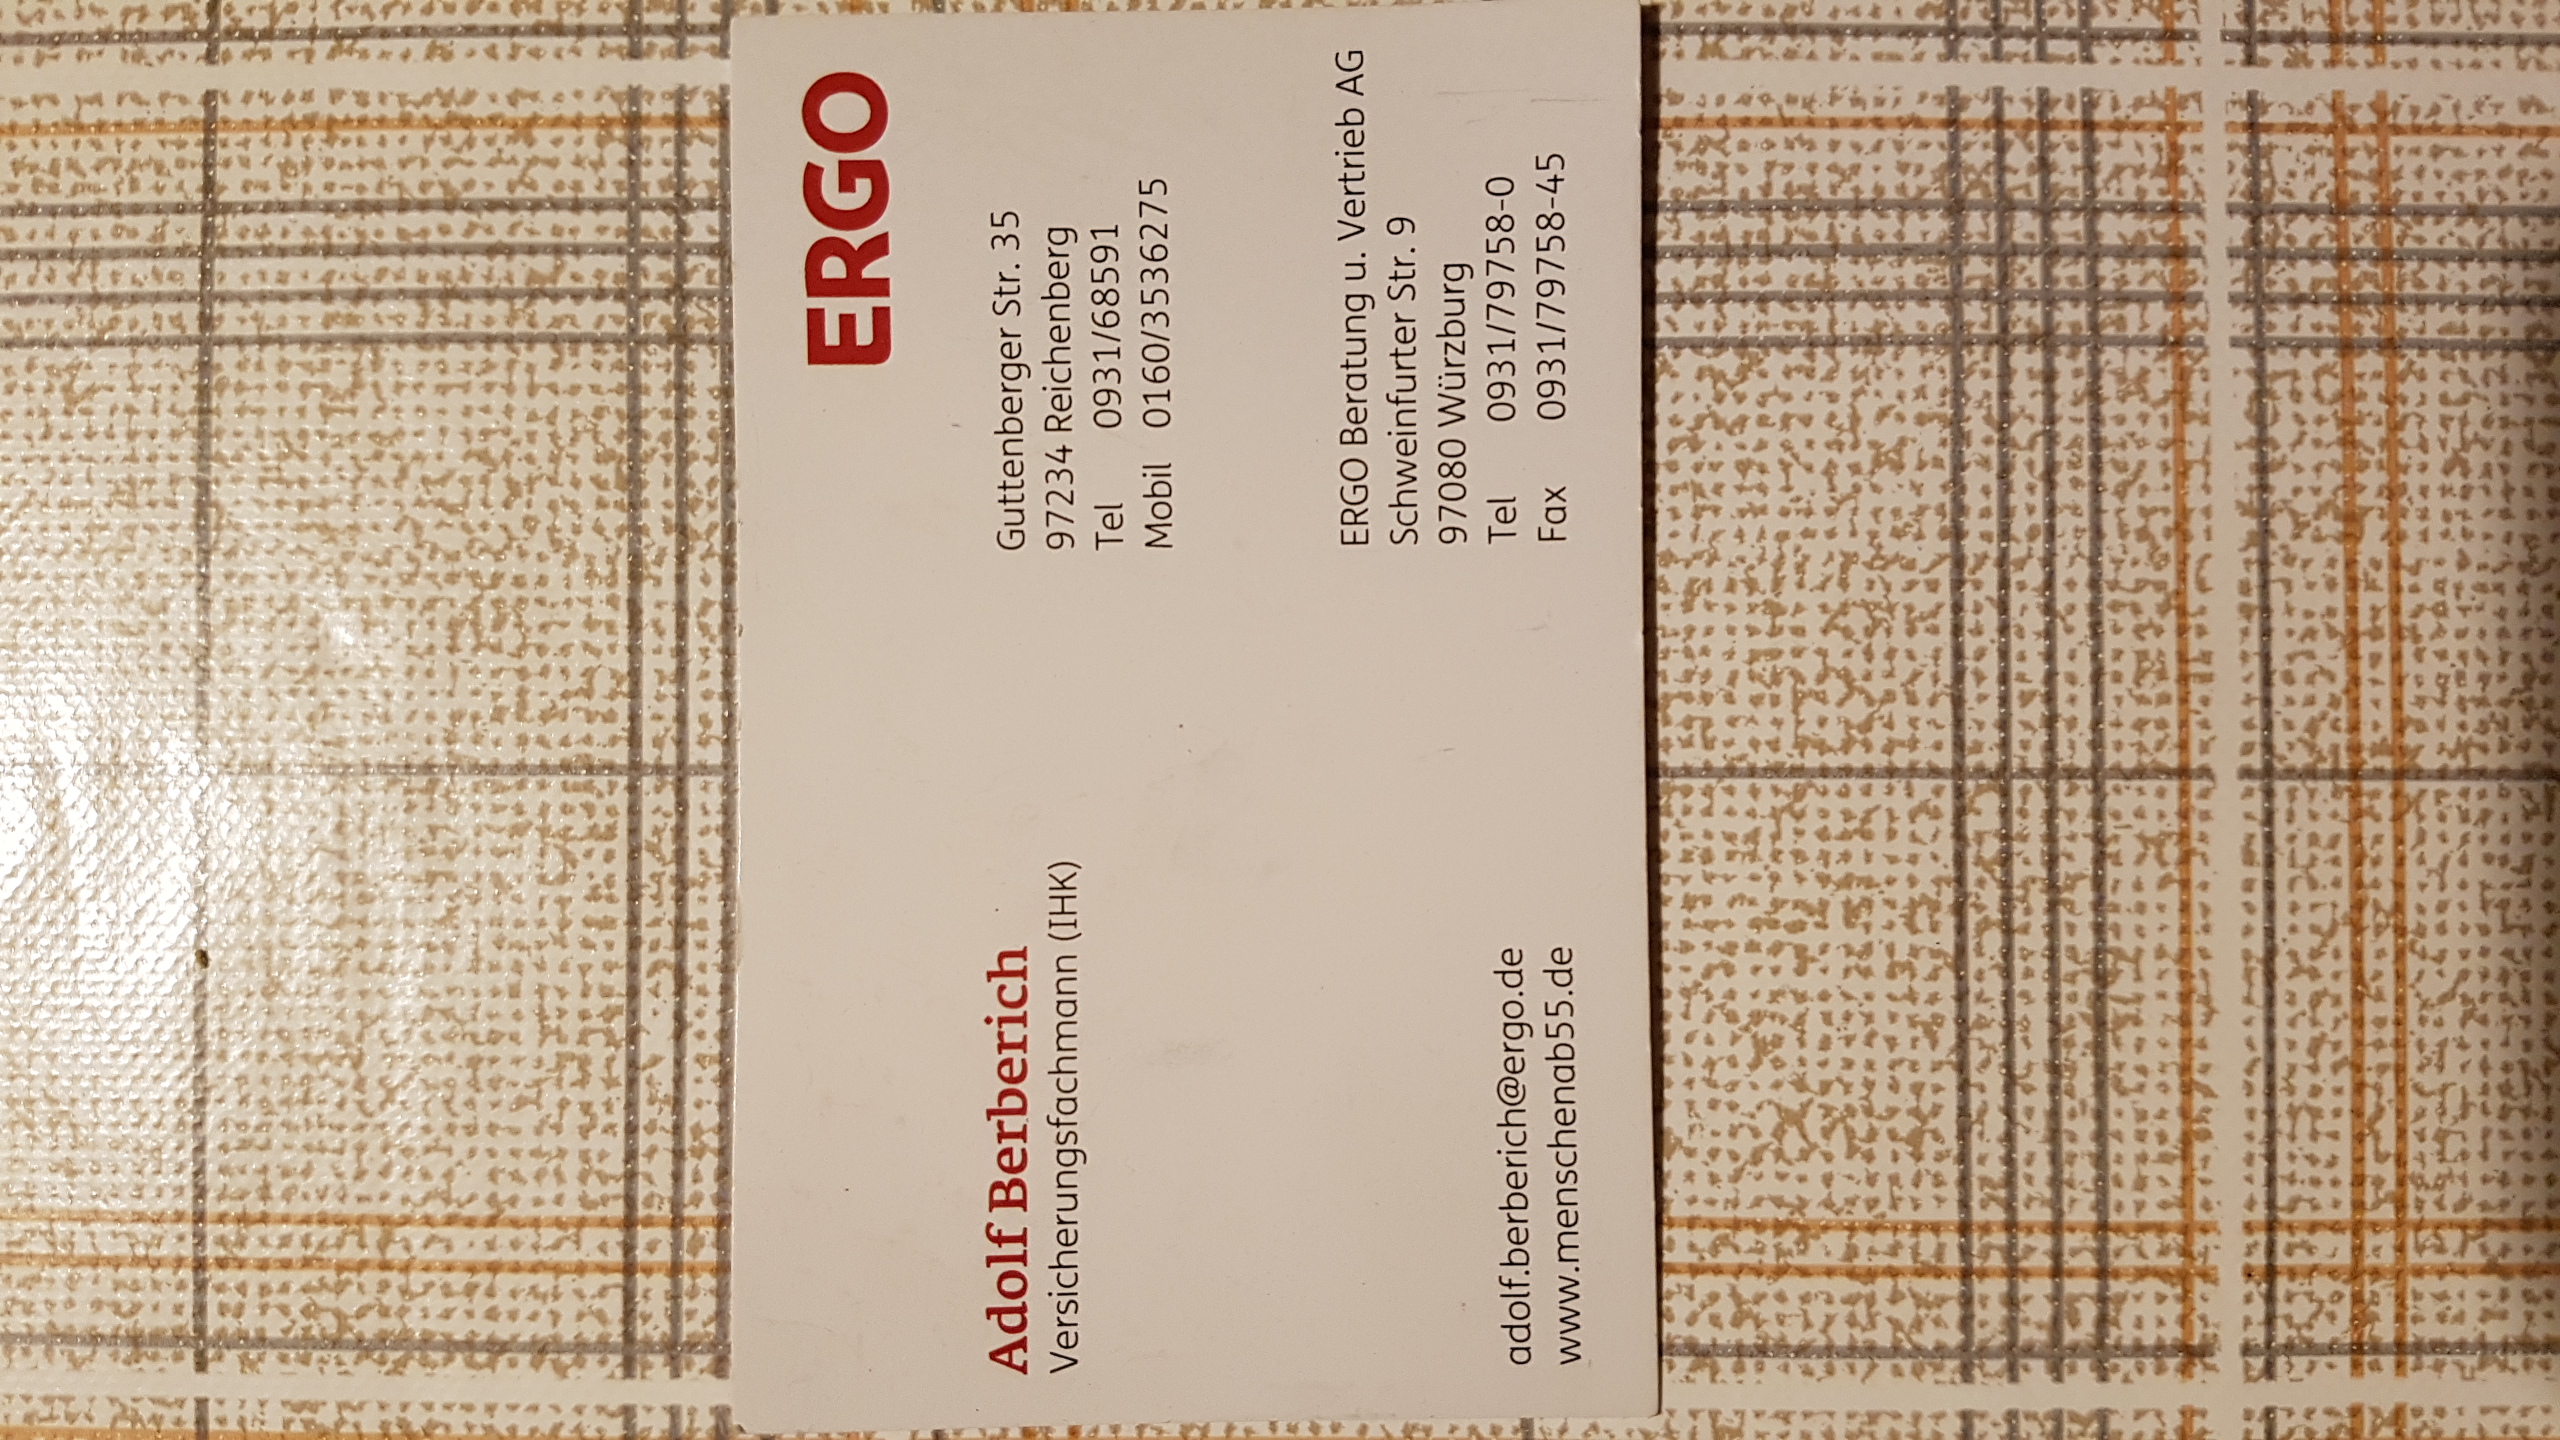 ERGO
Adolf Berberich
Versicherungsfachmann (IHK)
Guttenberger Str. 35
97234 Reichenberg
Tel 0931/68591
Mobil 0160/3536275
ERGO Beratung u. Vertrieb AG
Schweinfurter Str. 9
97080 Würzburg
Tel 0931/79758-0
Fax 0931/79758-45
adolf.berberich@ergo.de
www.menschenab55.de